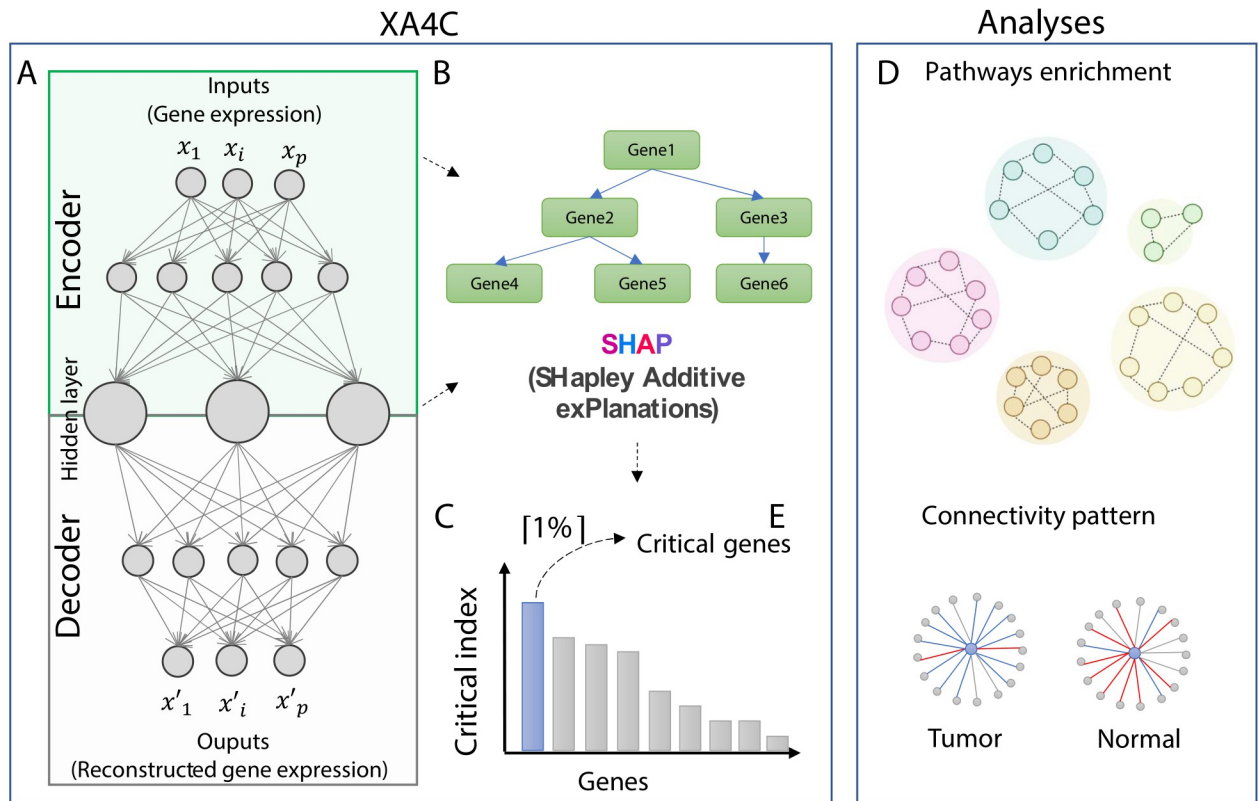 XA4C
Analyses
A
Inputs
(Gene expression)
x₁ xᵢ xₚ
Encoder
Hidden layer
Decoder
x'₁ x'ᵢ x'ₚ
Ouputs
(Reconstructed gene expression)
B
Gene1
Gene2 Gene3
Gene4 Gene5 Gene6
SHAP
(SHapley Additive
exPlanations)
C
⌈1%⌉
Critical genes
Critical index
Genes
D Pathways enrichment
E
Connectivity pattern
Tumor Normal